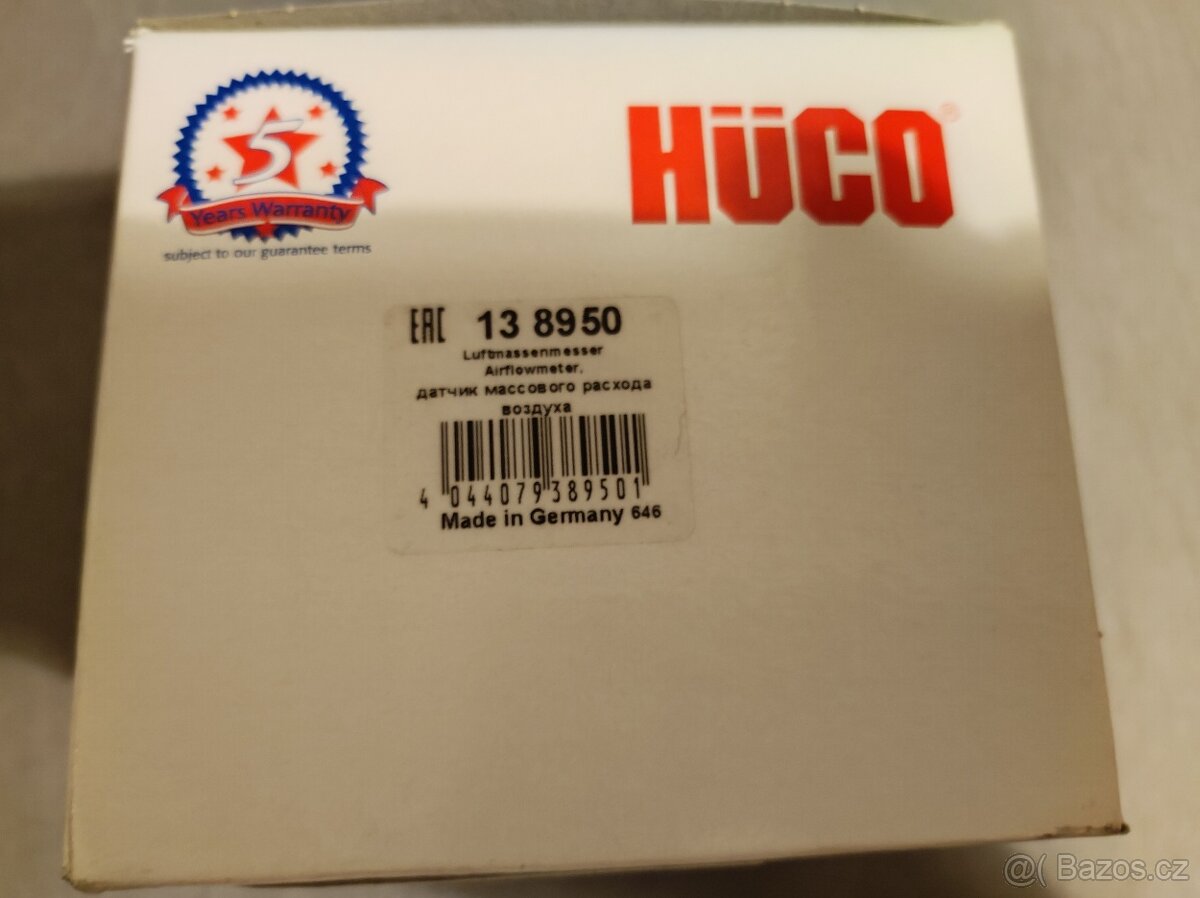 5
Years Warranty
subject to our guarantee terms
HÜCO®
EAC 13 8950
Luftmassenmesser
Airflowmeter,
датчик массового расхода
воздуха
4 044079 389501
Made in Germany 646
@( Bazos.cz